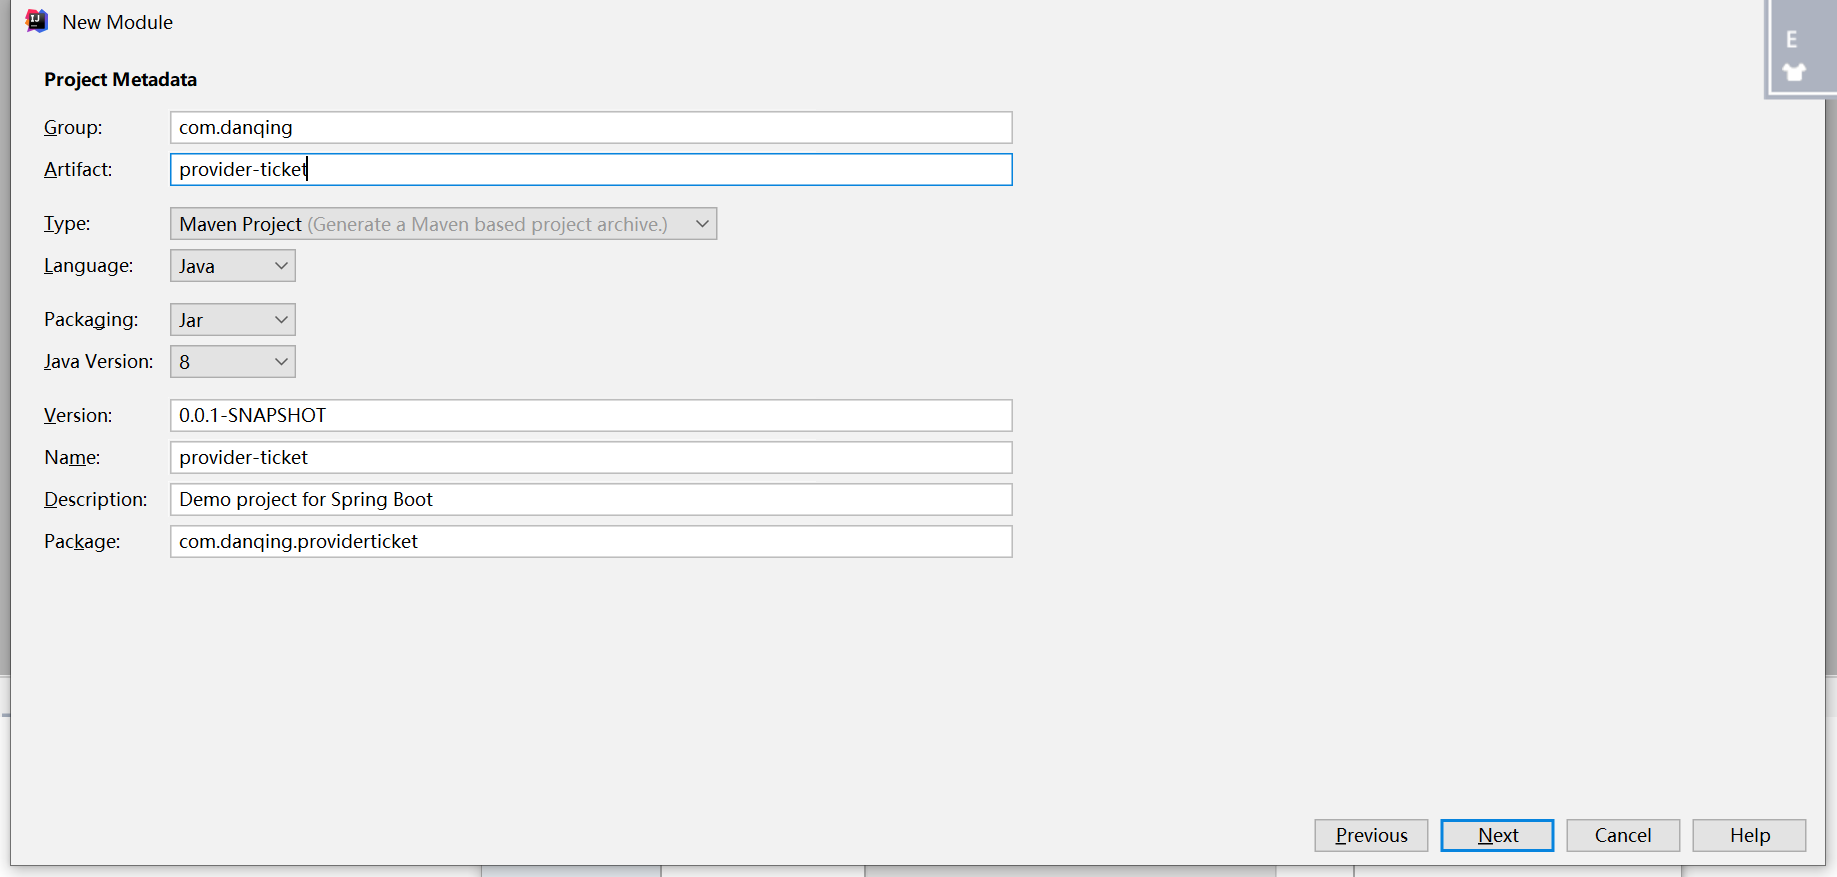 New Module
E
Project Metadata
Group: com.danqing
Artifact: provider-ticket
Type: Maven Project (Generate a Maven based project archive.)
Language: Java
Packaging: Jar
Java Version: 8
Version: 0.0.1-SNAPSHOT
Name: provider-ticket
Description: Demo project for Spring Boot
Package: com.danqing.providerticket
Previous Next Cancel Help